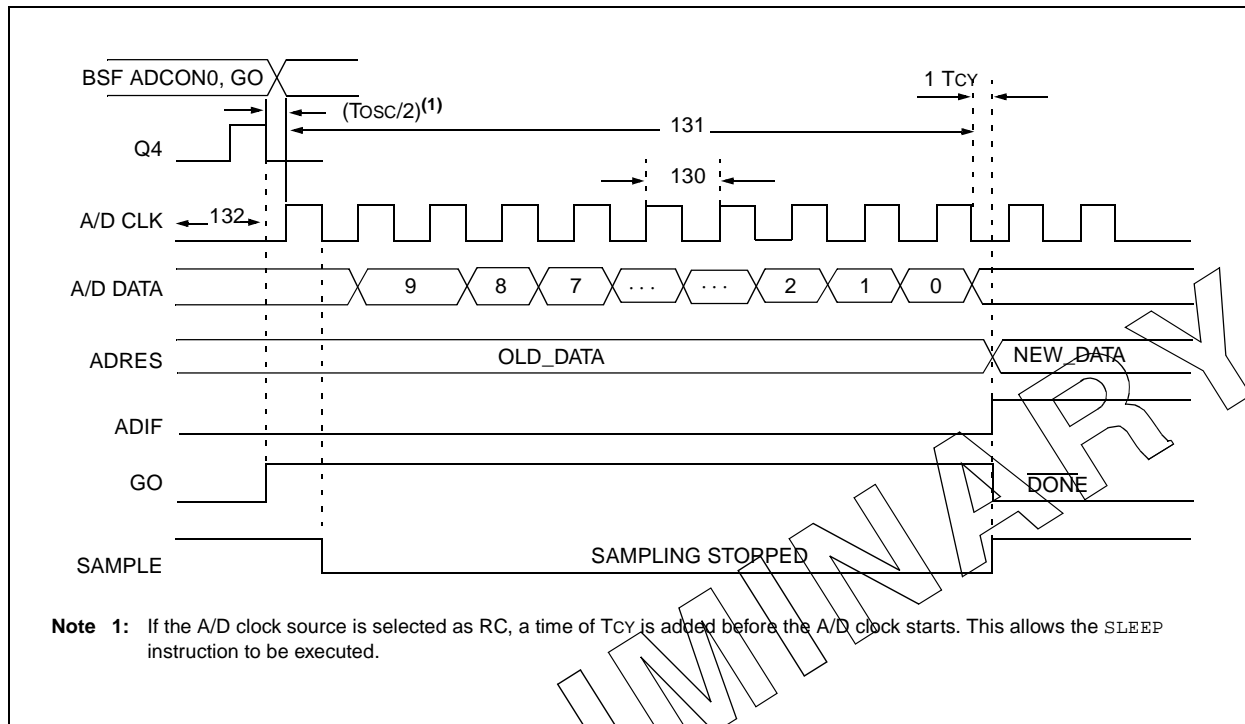 BSF ADCON0, GO
(TOSC/2)(1)
1 TCY
131
Q4
130
A/D CLK
132
A/D DATA
9 8 7 . . . . . . 2 1 0
ADRES
OLD_DATA
NEW_DATA
ADIF
GO
DONE
SAMPLE
SAMPLING STOPPED
Note 1: If the A/D clock source is selected as RC, a time of TCY is added before the A/D clock starts. This allows the SLEEP
instruction to be executed.
IMINARY